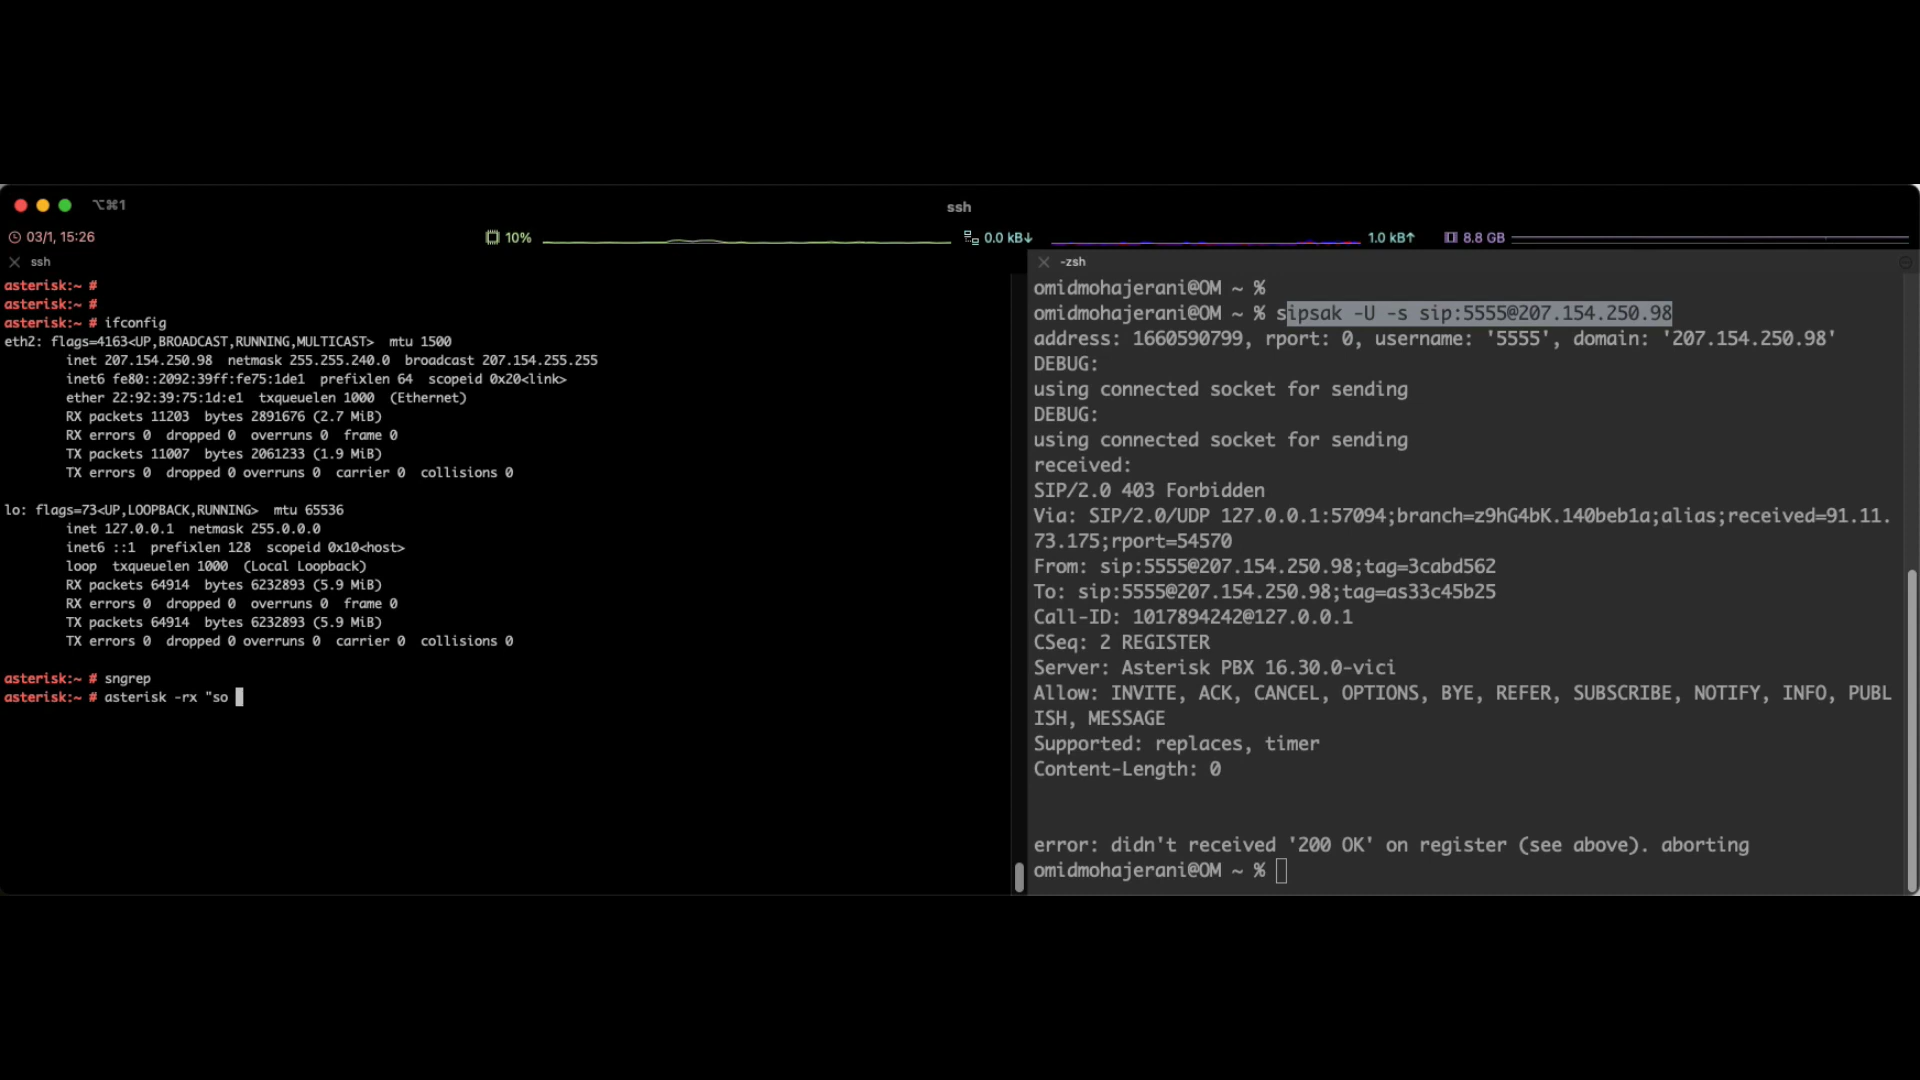 ⌥⌘1
ssh
03/1, 15:26
10%
0.0 kB↓
1.0 kB↑
8.8 GB
ssh
asterisk:~ #
asterisk:~ #
asterisk:~ # ifconfig
eth2: flags=4163<UP,BROADCAST,RUNNING,MULTICAST>  mtu 1500
        inet 207.154.250.98  netmask 255.255.240.0  broadcast 207.154.255.255
        inet6 fe80::2092:39ff:fe75:1de1  prefixlen 64  scopeid 0x20<link>
        ether 22:92:39:75:1d:e1  txqueuelen 1000  (Ethernet)
        RX packets 11203  bytes 2891676 (2.7 MiB)
        RX errors 0  dropped 0  overruns 0  frame 0
        TX packets 11007  bytes 2061233 (1.9 MiB)
        TX errors 0  dropped 0 overruns 0  carrier 0  collisions 0
lo: flags=73<UP,LOOPBACK,RUNNING>  mtu 65536
        inet 127.0.0.1  netmask 255.0.0.0
        inet6 ::1  prefixlen 128  scopeid 0x10<host>
        loop  txqueuelen 1000  (Local Loopback)
        RX packets 64914  bytes 6232893 (5.9 MiB)
        RX errors 0  dropped 0  overruns 0  frame 0
        TX packets 64914  bytes 6232893 (5.9 MiB)
        TX errors 0  dropped 0 overruns 0  carrier 0  collisions 0
asterisk:~ # sngrep
asterisk:~ # asterisk -rx "so
-zsh
omidmohajerani@OM ~ %
omidmohajerani@OM ~ % sipsak -U -s sip:5555@207.154.250.98
address: 1660590799, rport: 0, username: '5555', domain: '207.154.250.98'
DEBUG:
using connected socket for sending
DEBUG:
using connected socket for sending
received:
SIP/2.0 403 Forbidden
Via: SIP/2.0/UDP 127.0.0.1:57094;branch=z9hG4bK.140beb1a;alias;received=91.11.
73.175;rport=54570
From: sip:5555@207.154.250.98;tag=3cabd562
To: sip:5555@207.154.250.98;tag=as33c45b25
Call-ID: 1017894242@127.0.0.1
CSeq: 2 REGISTER
Server: Asterisk PBX 16.30.0-vici
Allow: INVITE, ACK, CANCEL, OPTIONS, BYE, REFER, SUBSCRIBE, NOTIFY, INFO, PUBL
ISH, MESSAGE
Supported: replaces, timer
Content-Length: 0
error: didn't received '200 OK' on register (see above). aborting
omidmohajerani@OM ~ %